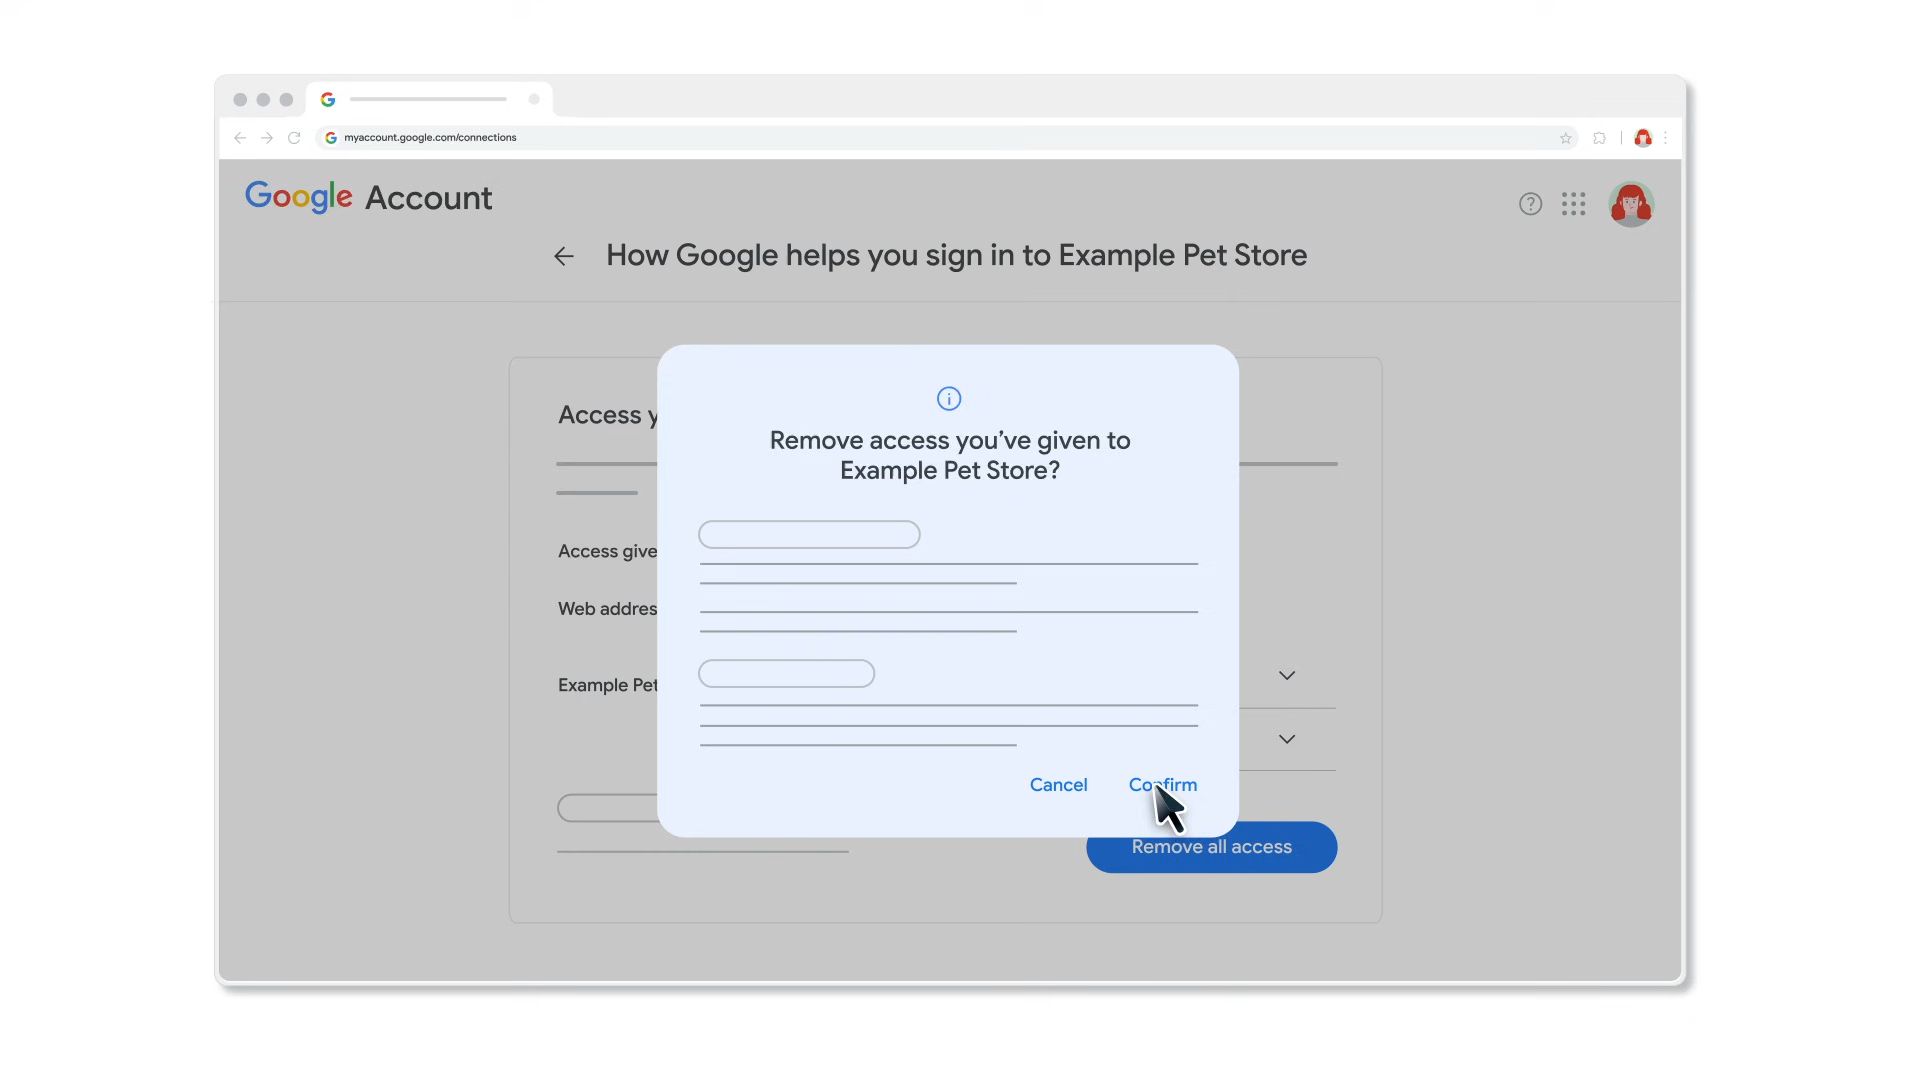 myaccount.google.com/connections
Google Account
How Google helps you sign in to Example Pet Store
Access y
Remove access you've given to
Example Pet Store?
Access give
Web addres
Example Pet
Cancel Confirm
Remove all access